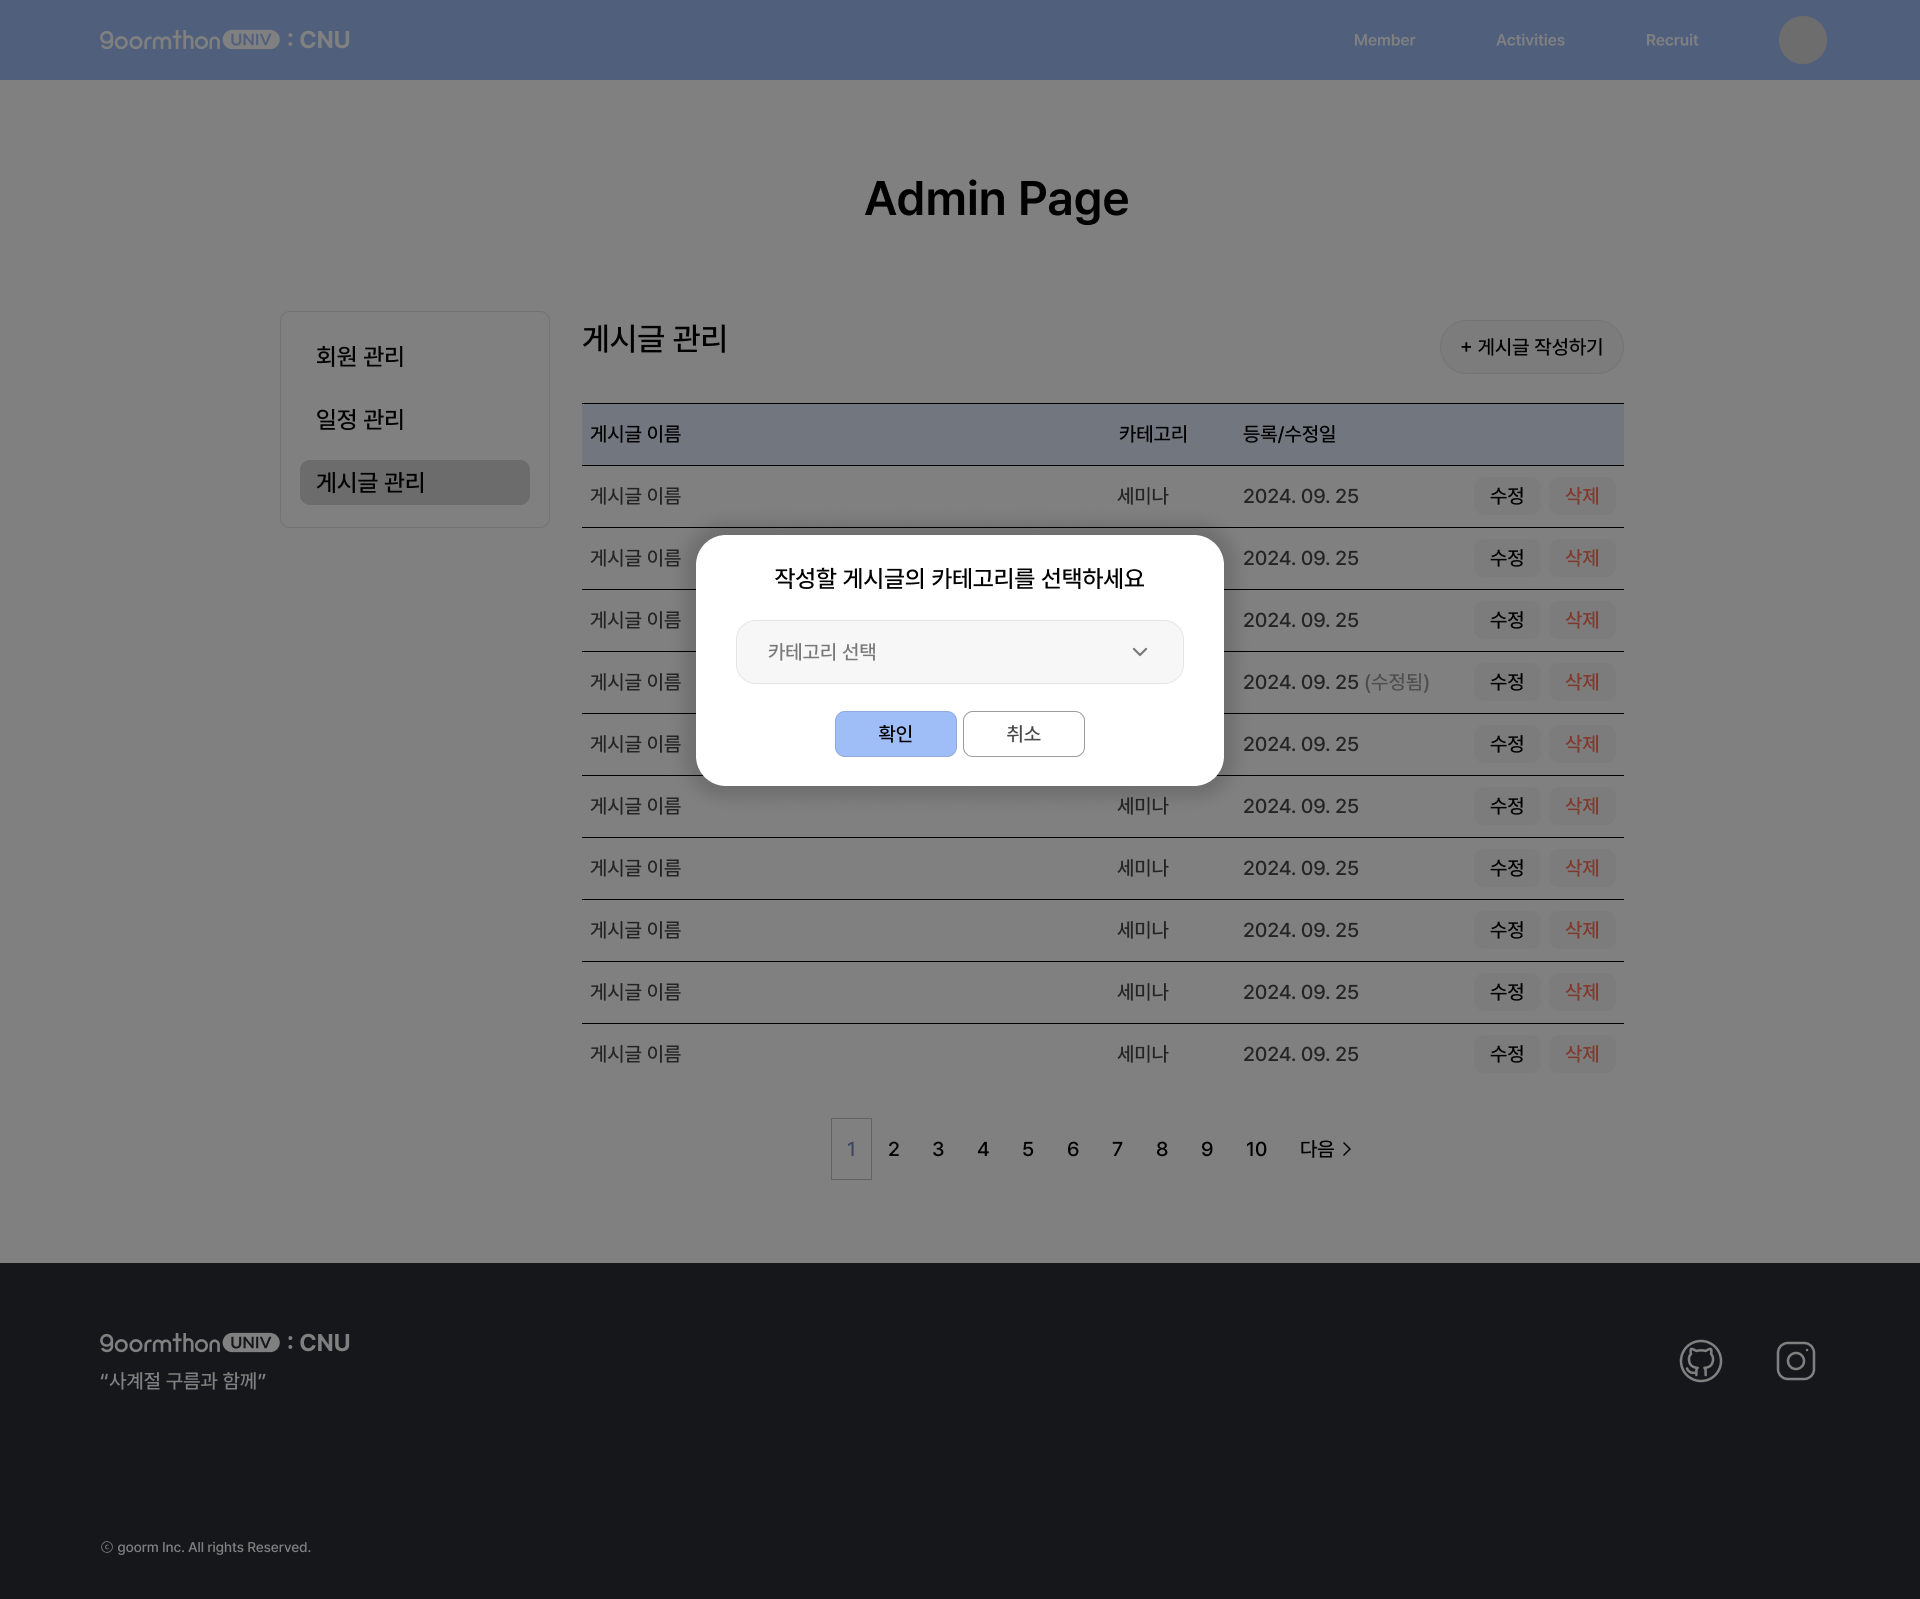 goormthon UNIV : CNU
Member
Activities
Recruit
Admin Page
회원 관리
일정 관리
게시글 관리
게시글 관리
+ 게시글 작성하기
게시글 이름 카테고리 등록/수정일
게시글 이름 세미나 2024. 09. 25 수정 삭제
게시글 이름 2024. 09. 25 수정 삭제
게시글 이름 2024. 09. 25 수정 삭제
게시글 이름 2024. 09. 25 (수정됨) 수정 삭제
게시글 이름 2024. 09. 25 수정 삭제
게시글 이름 세미나 2024. 09. 25 수정 삭제
게시글 이름 세미나 2024. 09. 25 수정 삭제
게시글 이름 세미나 2024. 09. 25 수정 삭제
게시글 이름 세미나 2024. 09. 25 수정 삭제
게시글 이름 세미나 2024. 09. 25 수정 삭제
작성할 게시글의 카테고리를 선택하세요
카테고리 선택
확인 취소
1 2 3 4 5 6 7 8 9 10 다음 >
goormthon UNIV : CNU
“사계절 구름과 함께”
ⓒ goorm Inc. All rights Reserved.